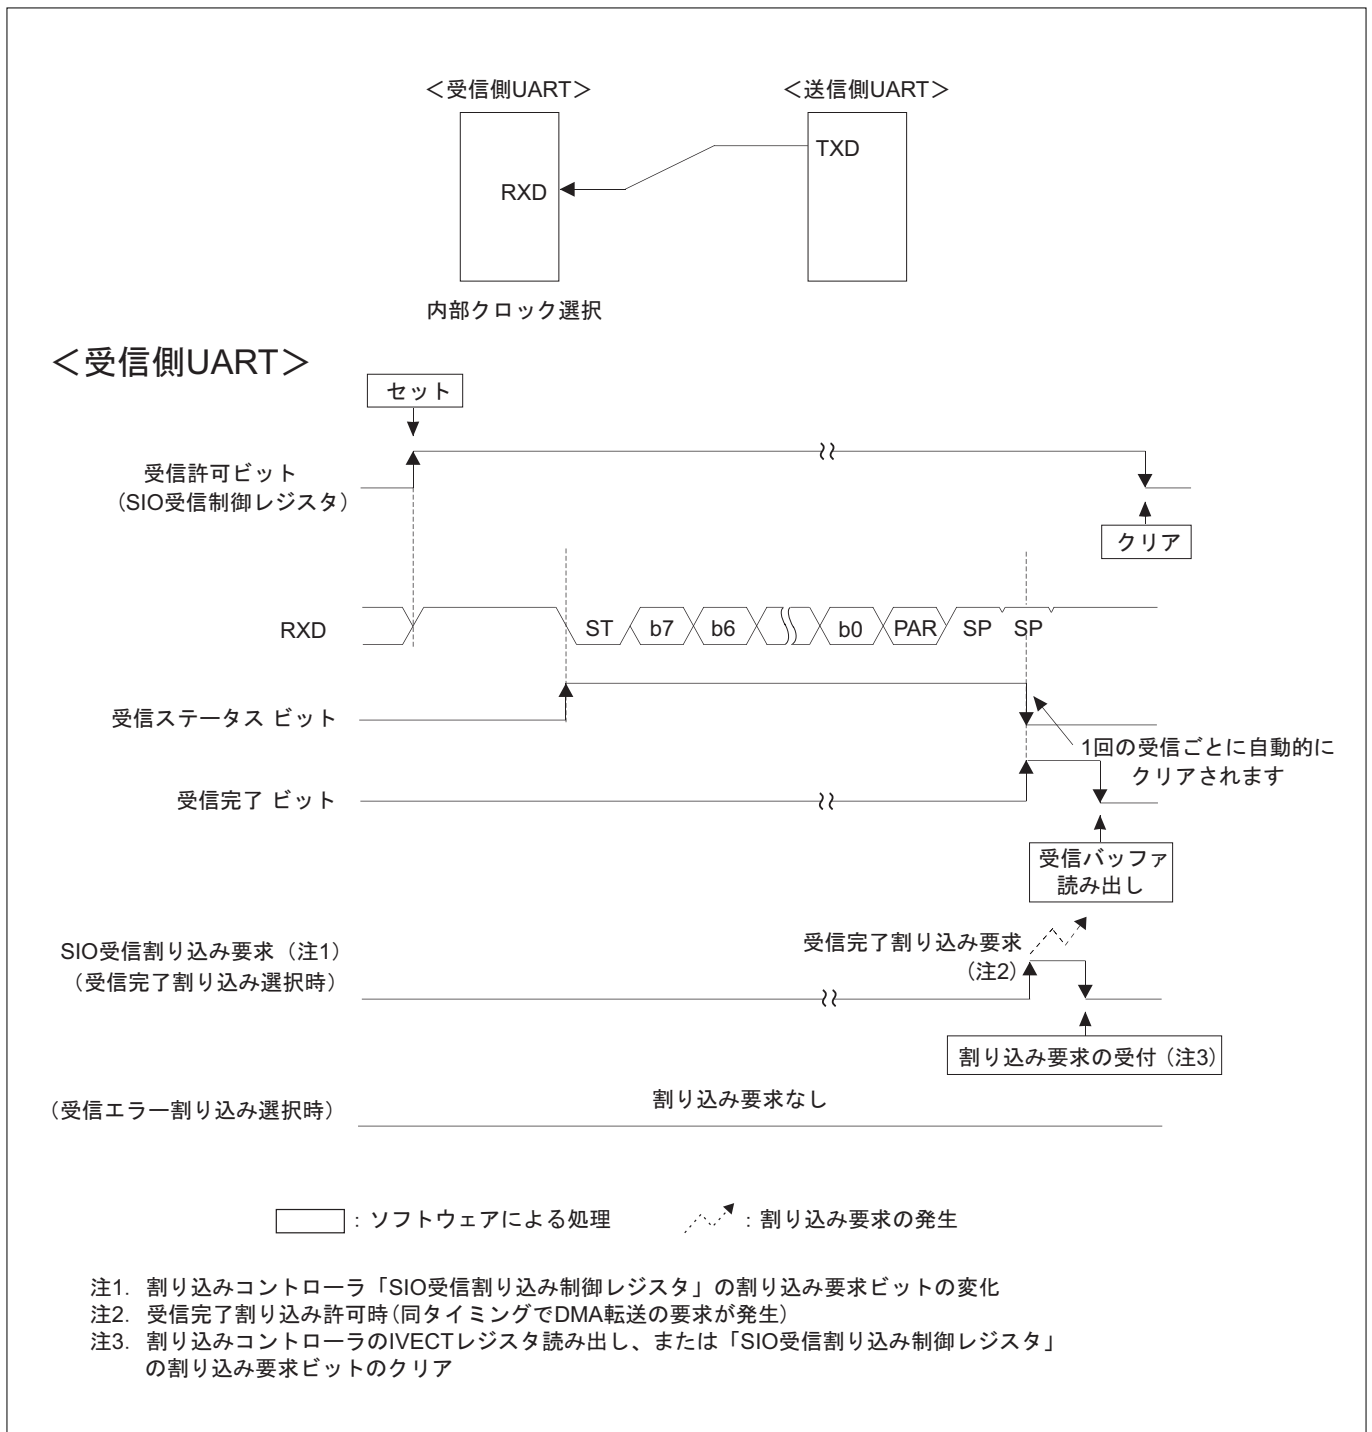 ＜受信側UART＞
＜送信側UART＞
TXD
RXD
内部クロック選択
＜受信側UART＞
セット
受信許可ビット
（SIO受信制御レジスタ）
クリア
RXD
ST
b7
b6
b0
PAR
SP
SP
受信ステータス ビット
1回の受信ごとに自動的に
クリアされます
受信完了 ビット
受信バッファ
読み出し
SIO受信割り込み要求（注1）
（受信完了割り込み選択時）
受信完了割り込み要求
（注2）
割り込み要求の受付（注3）
（受信エラー割り込み選択時）
割り込み要求なし
：ソフトウェアによる処理
：割り込み要求の発生
注1. 割り込みコントローラ「SIO受信割り込み制御レジスタ」の割り込み要求ビットの変化
注2. 受信完了割り込み許可時(同タイミングでDMA転送の要求が発生)
注3. 割り込みコントローラのIVECTレジスタ読み出し、または「SIO受信割り込み制御レジスタ」
の割り込み要求ビットのクリア